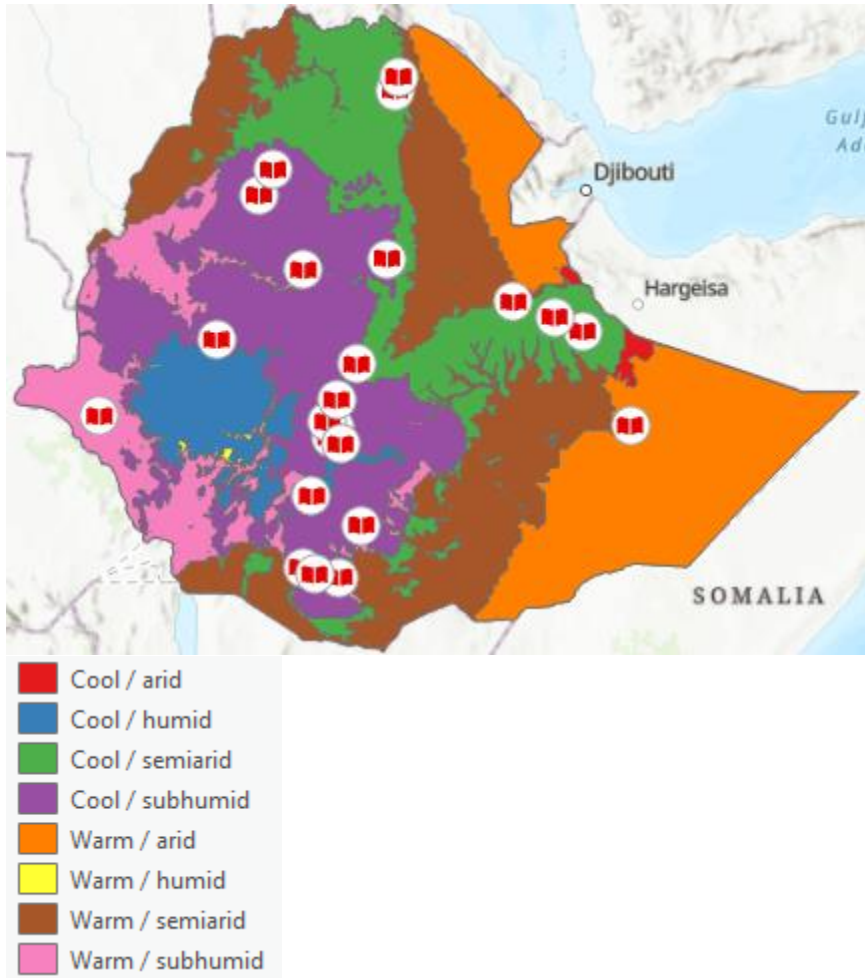 Gulf
Ad
Djibouti
Hargeisa
SOMALIA
Cool / arid
Cool / humid
Cool / semiarid
Cool / subhumid
Warm / arid
Warm / humid
Warm / semiarid
Warm / subhumid